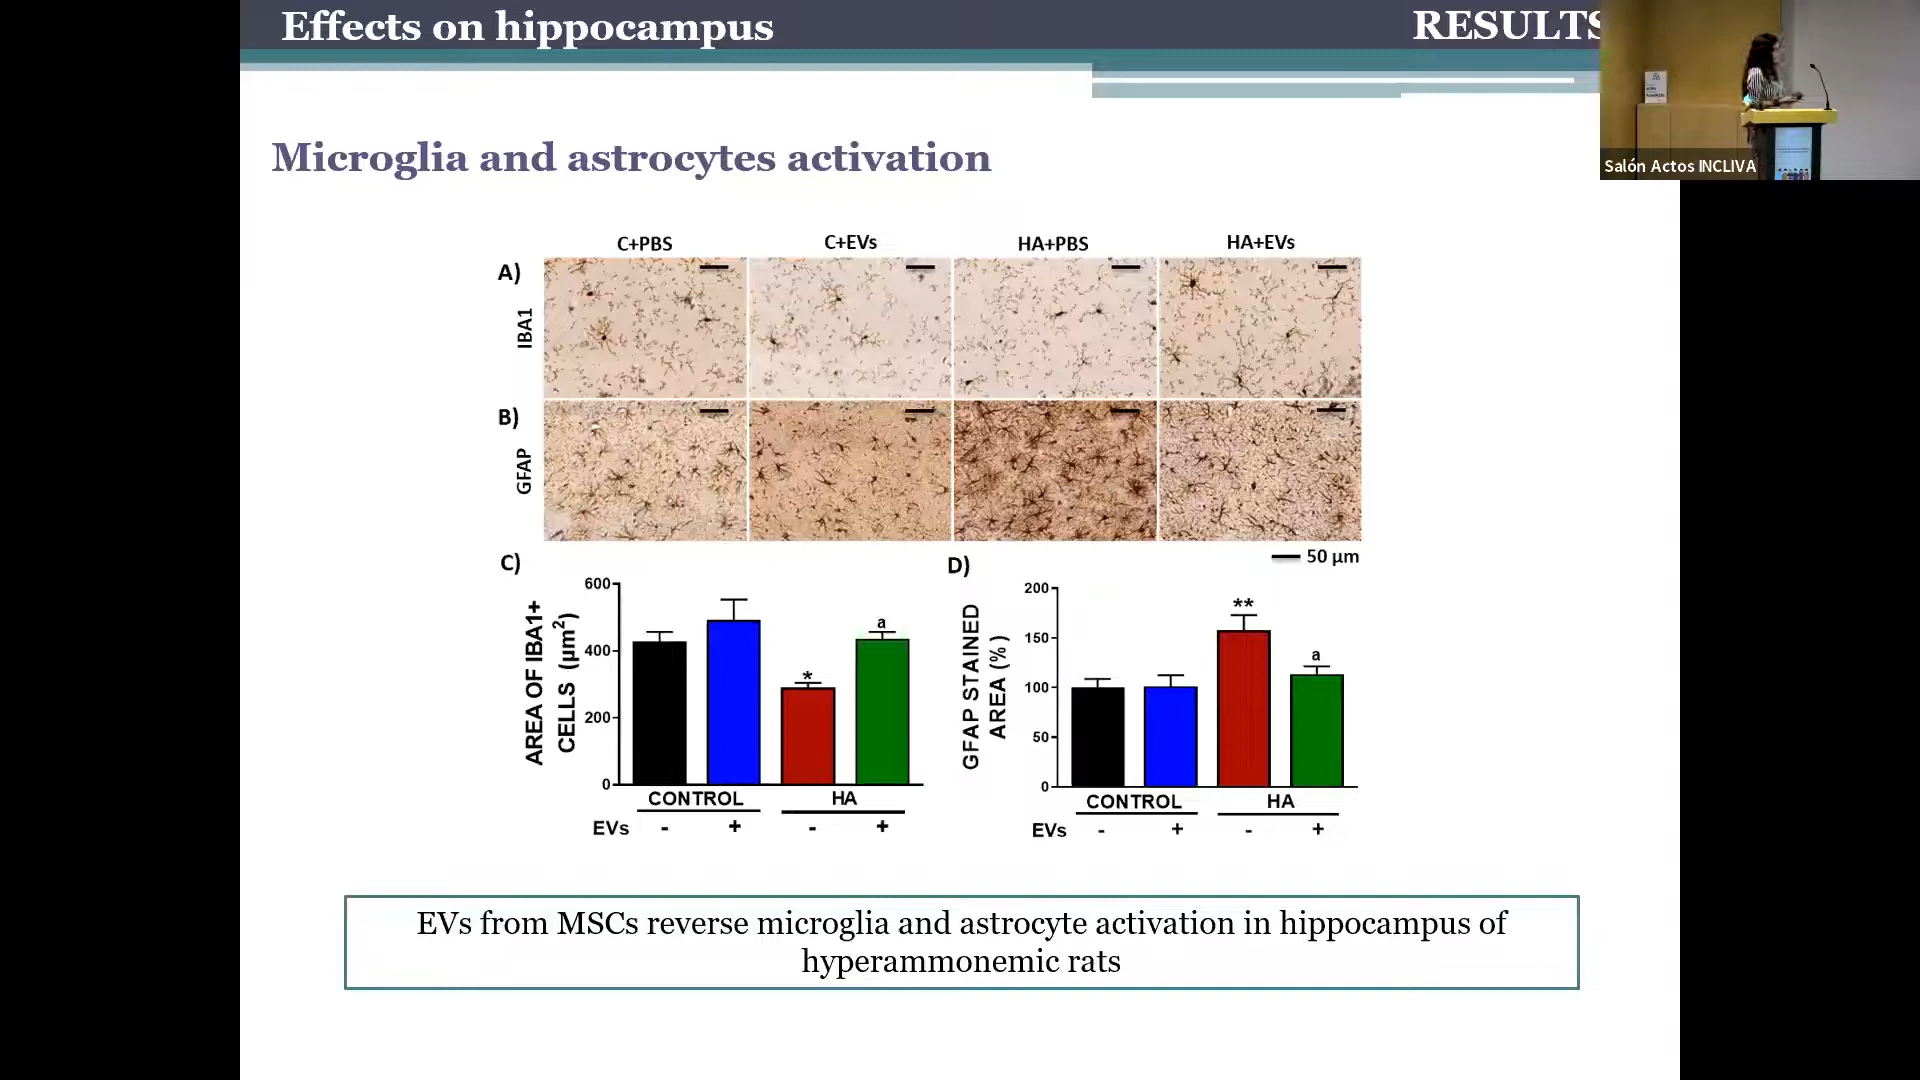 Effects on hippocampus
RESULTS
Salón Actos INCLIVA
Microglia and astrocytes activation
C+PBS
C+EVs
HA+PBS
HA+EVs
A)
IBA1
B)
GFAP
50 µm
C)
AREA OF IBA1+
CELLS (µm²)
600
400
200
0
*
a
CONTROL
HA
EVs - + - +
D)
GFAP STAINED
AREA (%)
200
150
100
50
0
**
a
CONTROL
HA
EVs - + - +
EVs from MSCs reverse microglia and astrocyte activation in hippocampus of
hyperammonemic rats